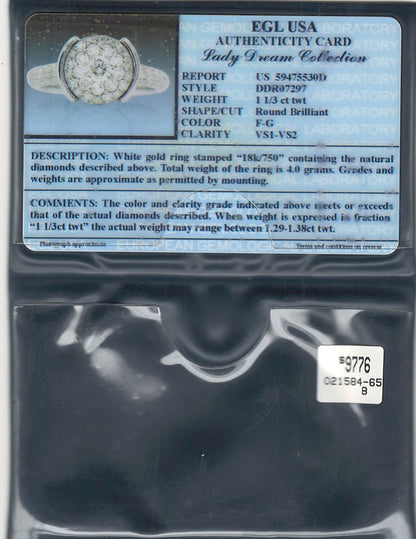 EGL USA
AUTHENTICITY CARD
Lady Dream Collection
REPORT US 59475530D
STYLE DDR07297
WEIGHT 1 1/3 ct twt
SHAPE/CUT Round Brilliant
COLOR F-G
CLARITY VS1-VS2
DESCRIPTION: White gold ring stamped "18k/750" containing the natural
diamonds described above. Total weight of the ring is 4.0 grams. Grades and
weights are approximate as permitted by mounting.
COMMENTS: The color and clarity grade indicated above meets or exceeds
that of the actual diamonds described. When weight is expressed in fraction
"1 1/3ct twt" the actual weight may range between 1.29-1.38ct twt.
Photograph approximate
Terms and conditions on reverse
EUROPEAN GEMOLOGICAL LABORATORY
$9776
021584-65
8